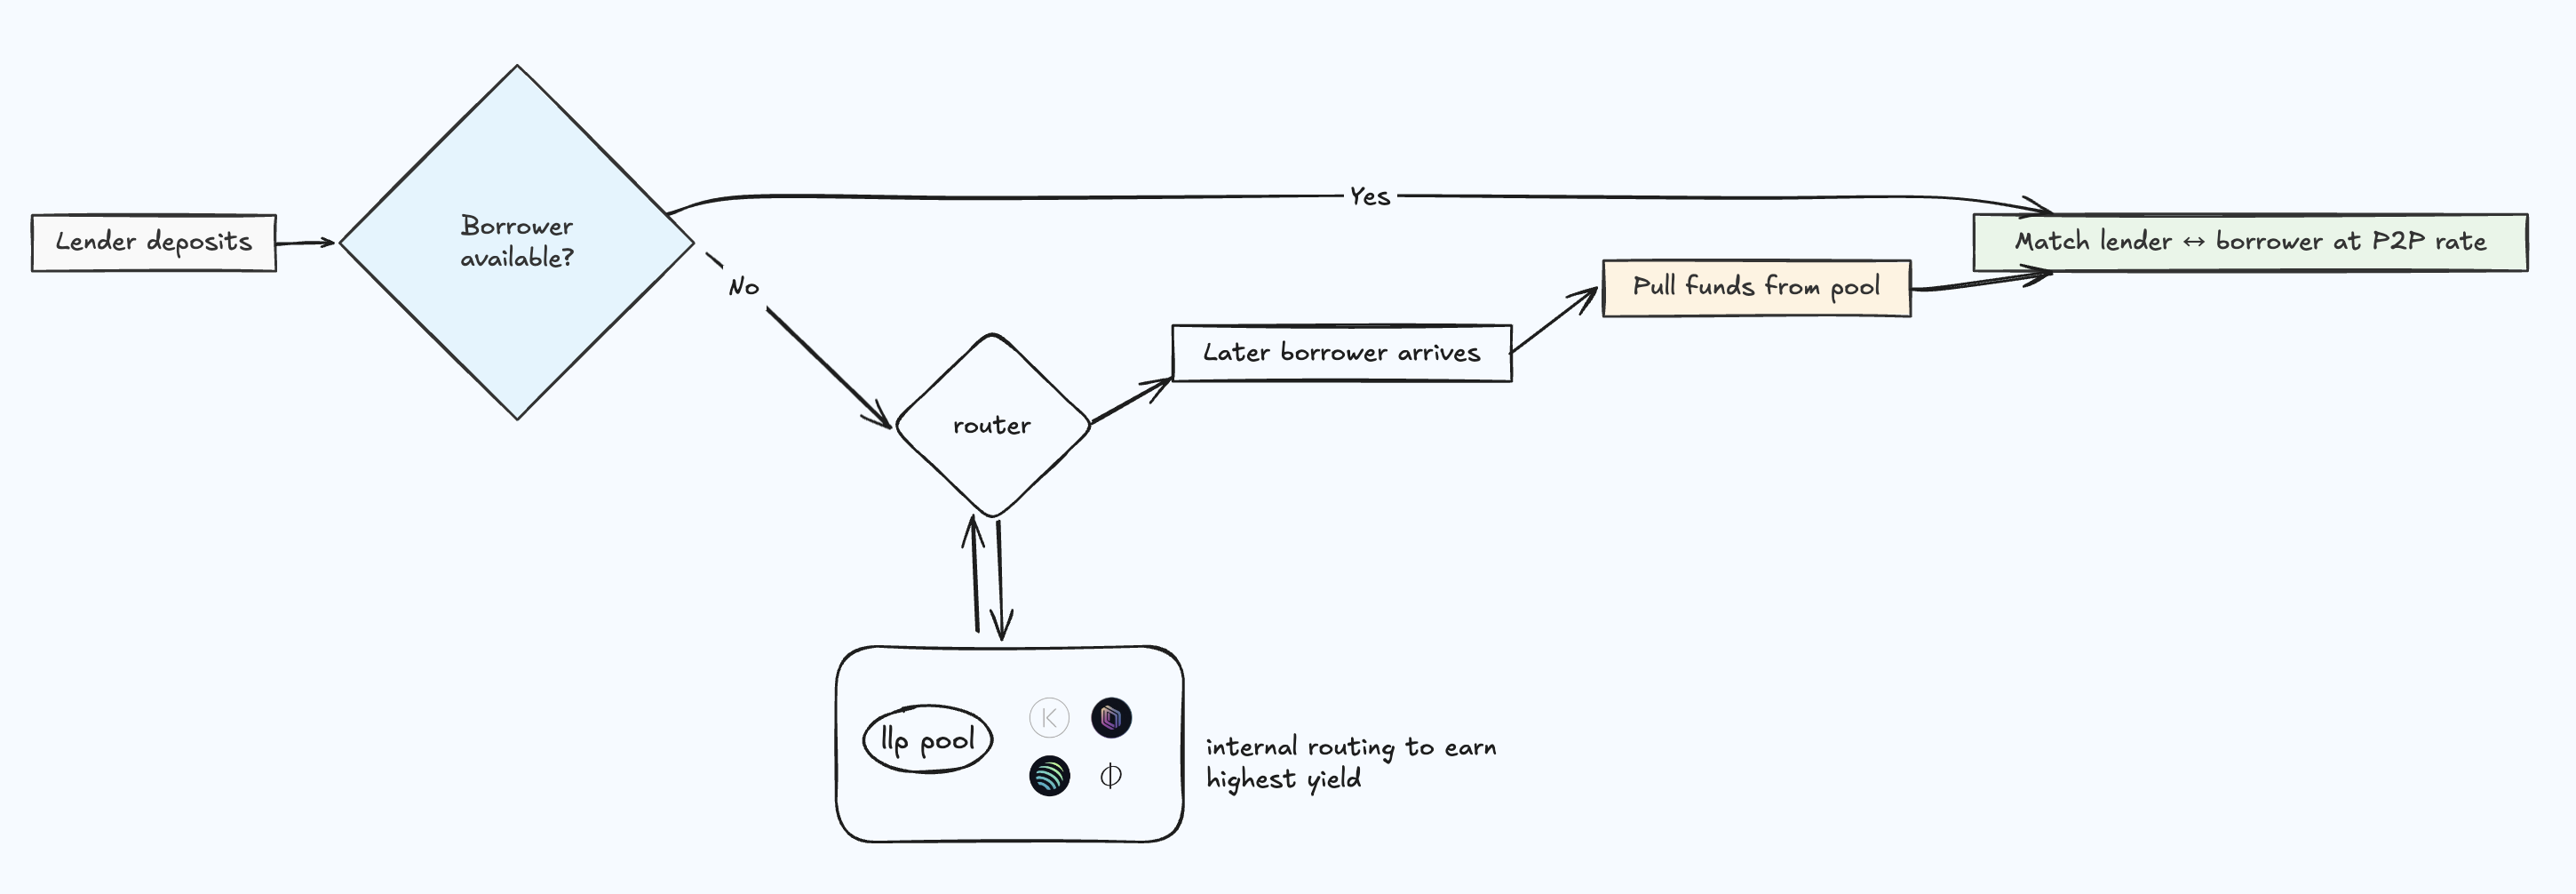 Lender deposits
Borrower
available?
Yes
No
Match lender ↔ borrower at P2P rate
Pull funds from pool
Later borrower arrives
router
llp pool
internal routing to earn
highest yield